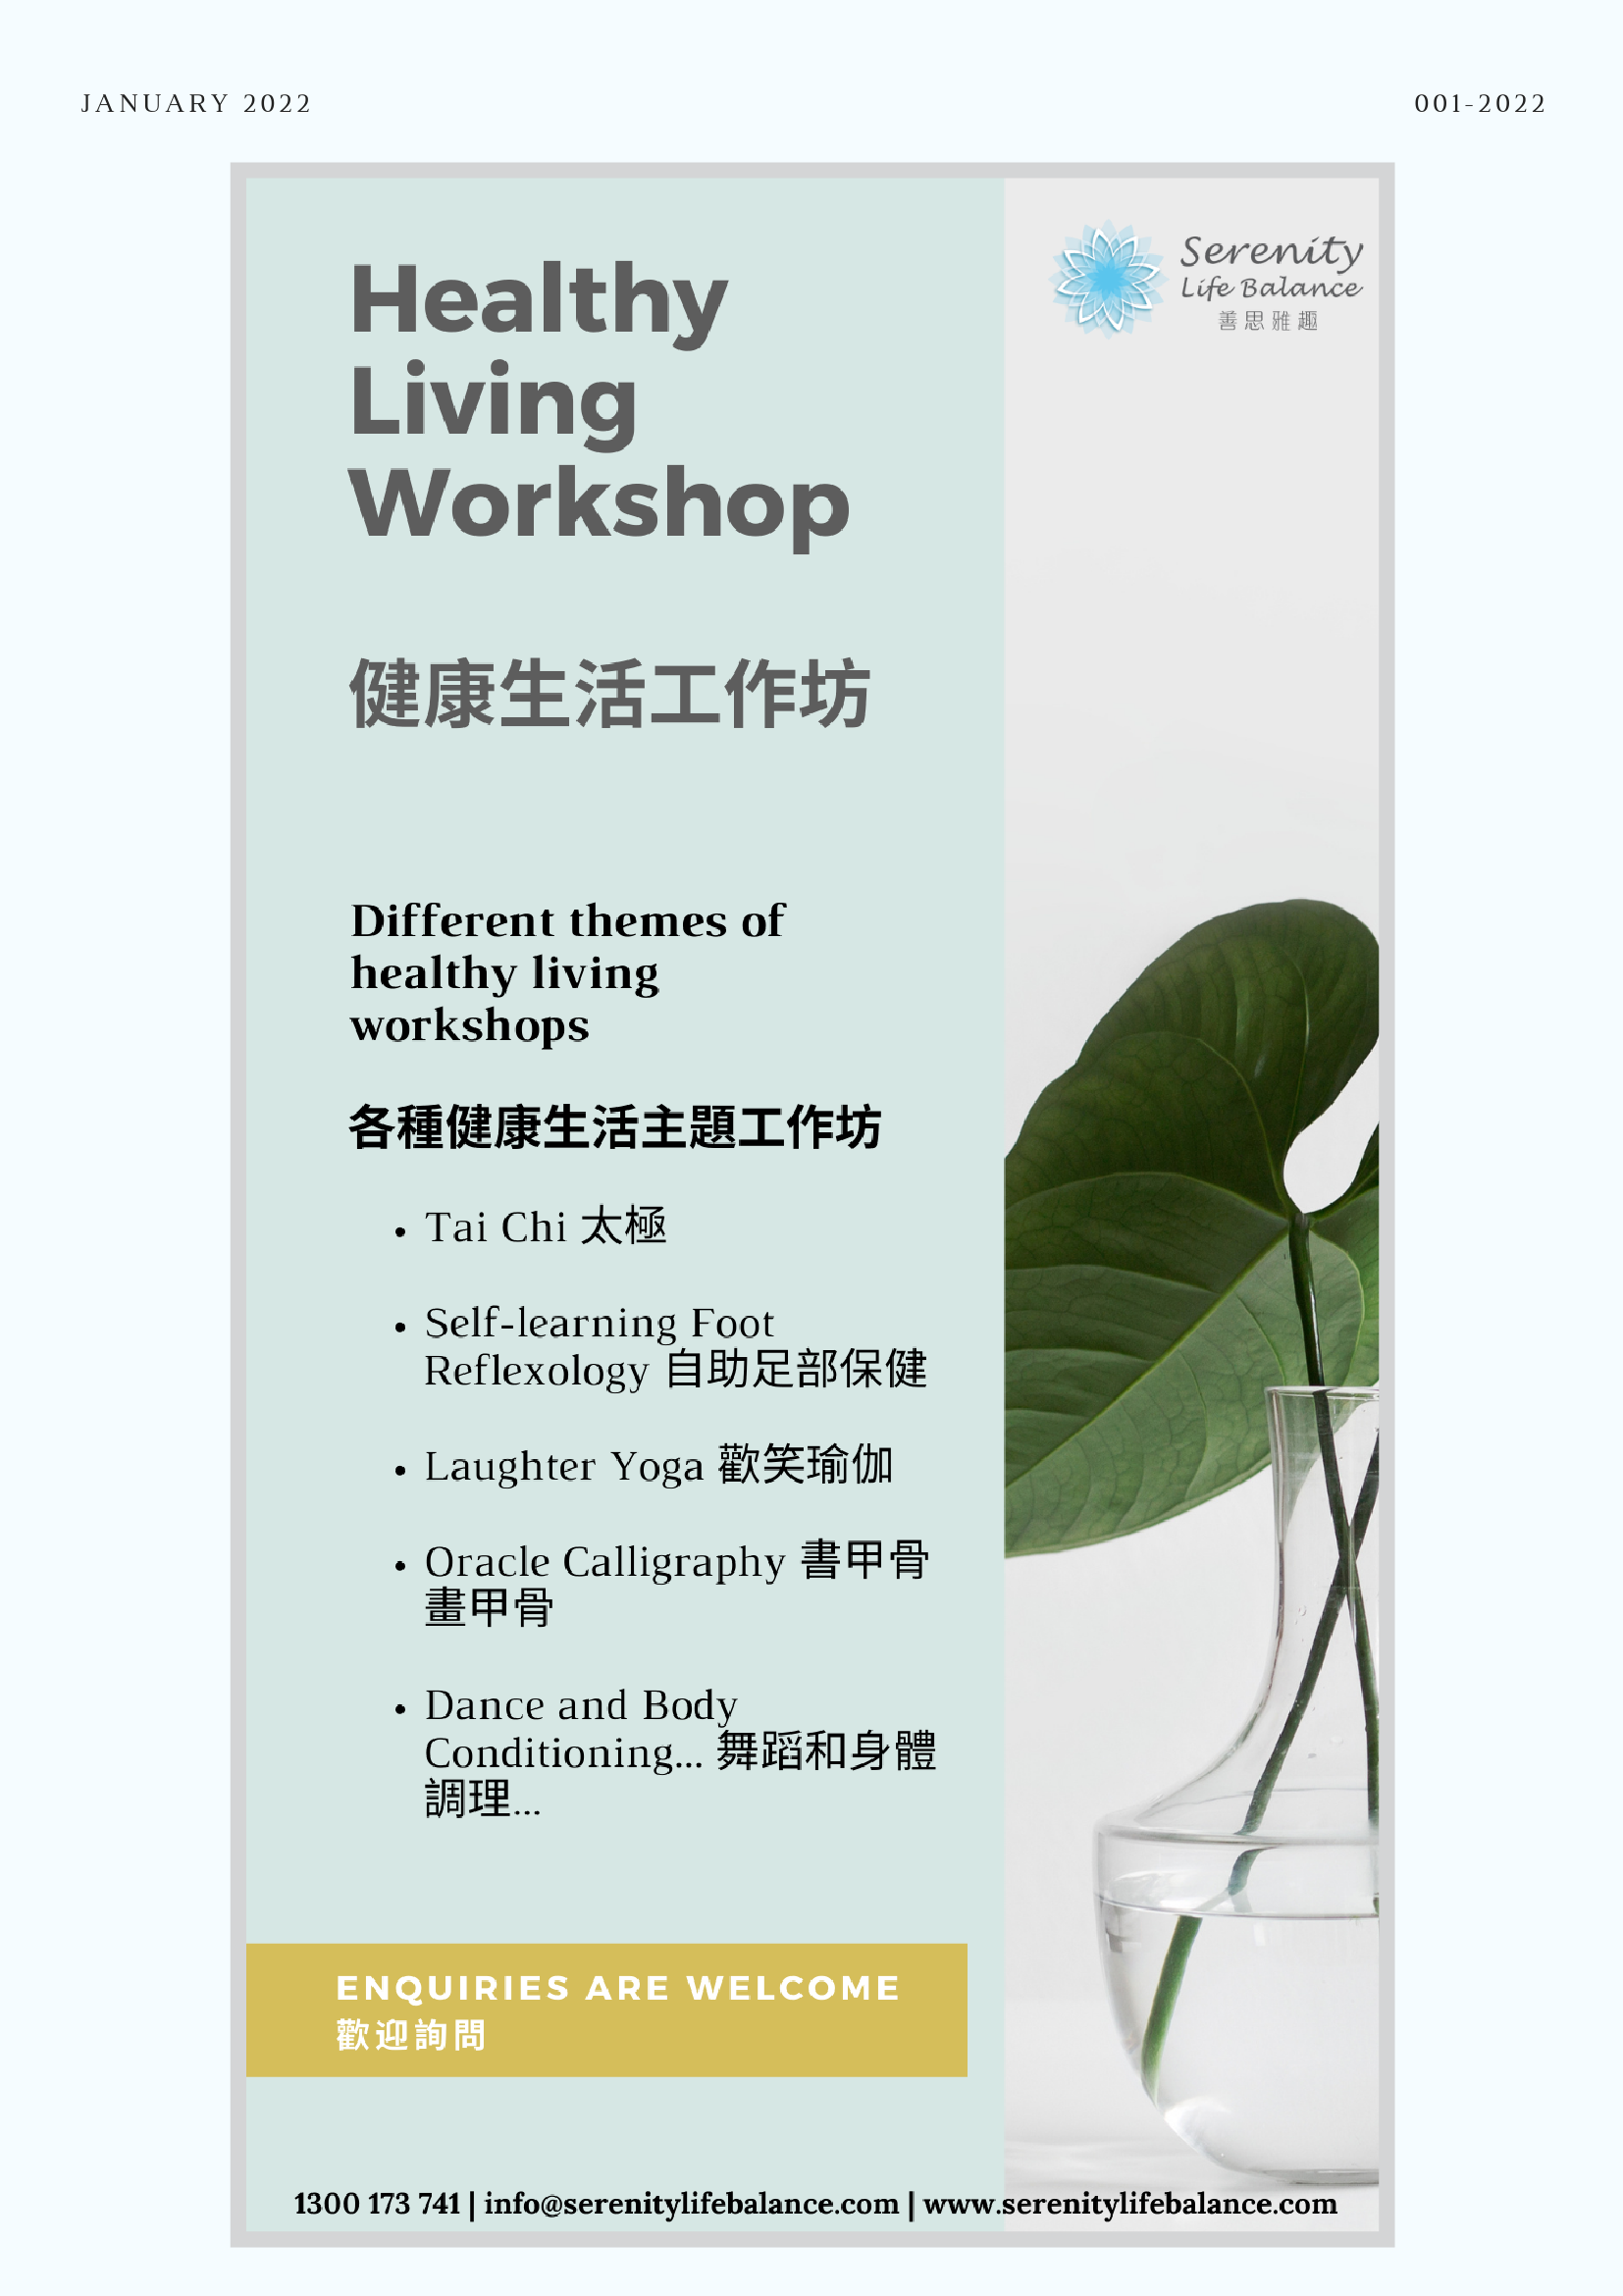 JANUARY 2022
001-2022
Serenity
Life Balance
善思雅趣
Healthy
Living
Workshop
健康生活工作坊
Different themes of
healthy living
workshops
各種健康生活主題工作坊
• Tai Chi 太極
• Self-learning Foot
Reflexology 自助足部保健
• Laughter Yoga 歡笑瑜伽
• Oracle Calligraphy 書甲骨
畫甲骨
• Dance and Body
Conditioning... 舞蹈和身體
調理...
ENQUIRIES ARE WELCOME
歡迎詢問
1300 173 741 | info@serenitylifebalance.com | www.serenitylifebalance.com